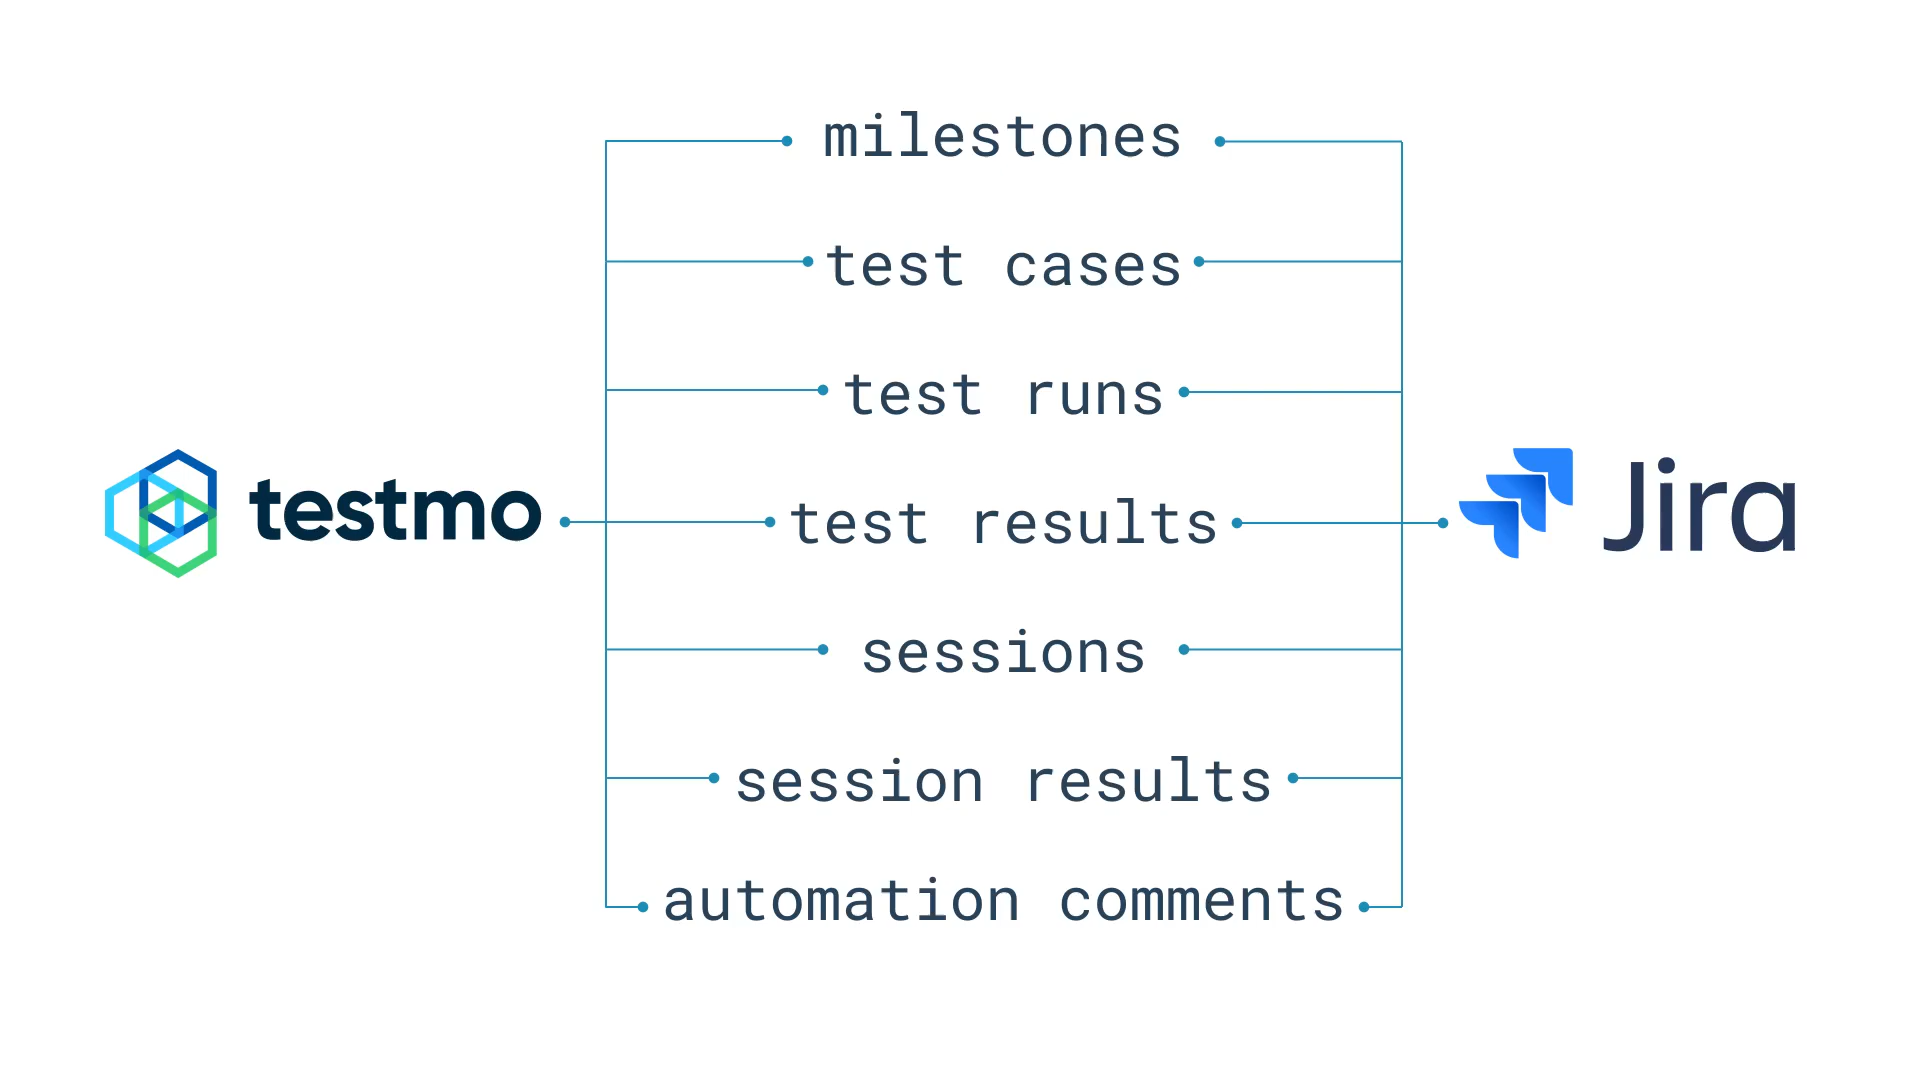 milestones
test cases
test runs
testmo
test results
Jira
sessions
session results
automation comments